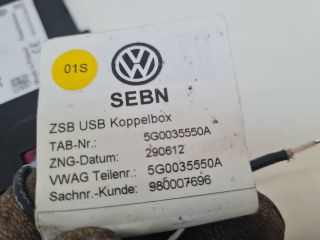 01S
SEBN
ZSB USB Koppelbox
TAB-Nr.: 5G0035550A
ZNG-Datum: 290612
VWAG Teilenr.: 5G0035550A
Sachnr.-Kunde: 980007696